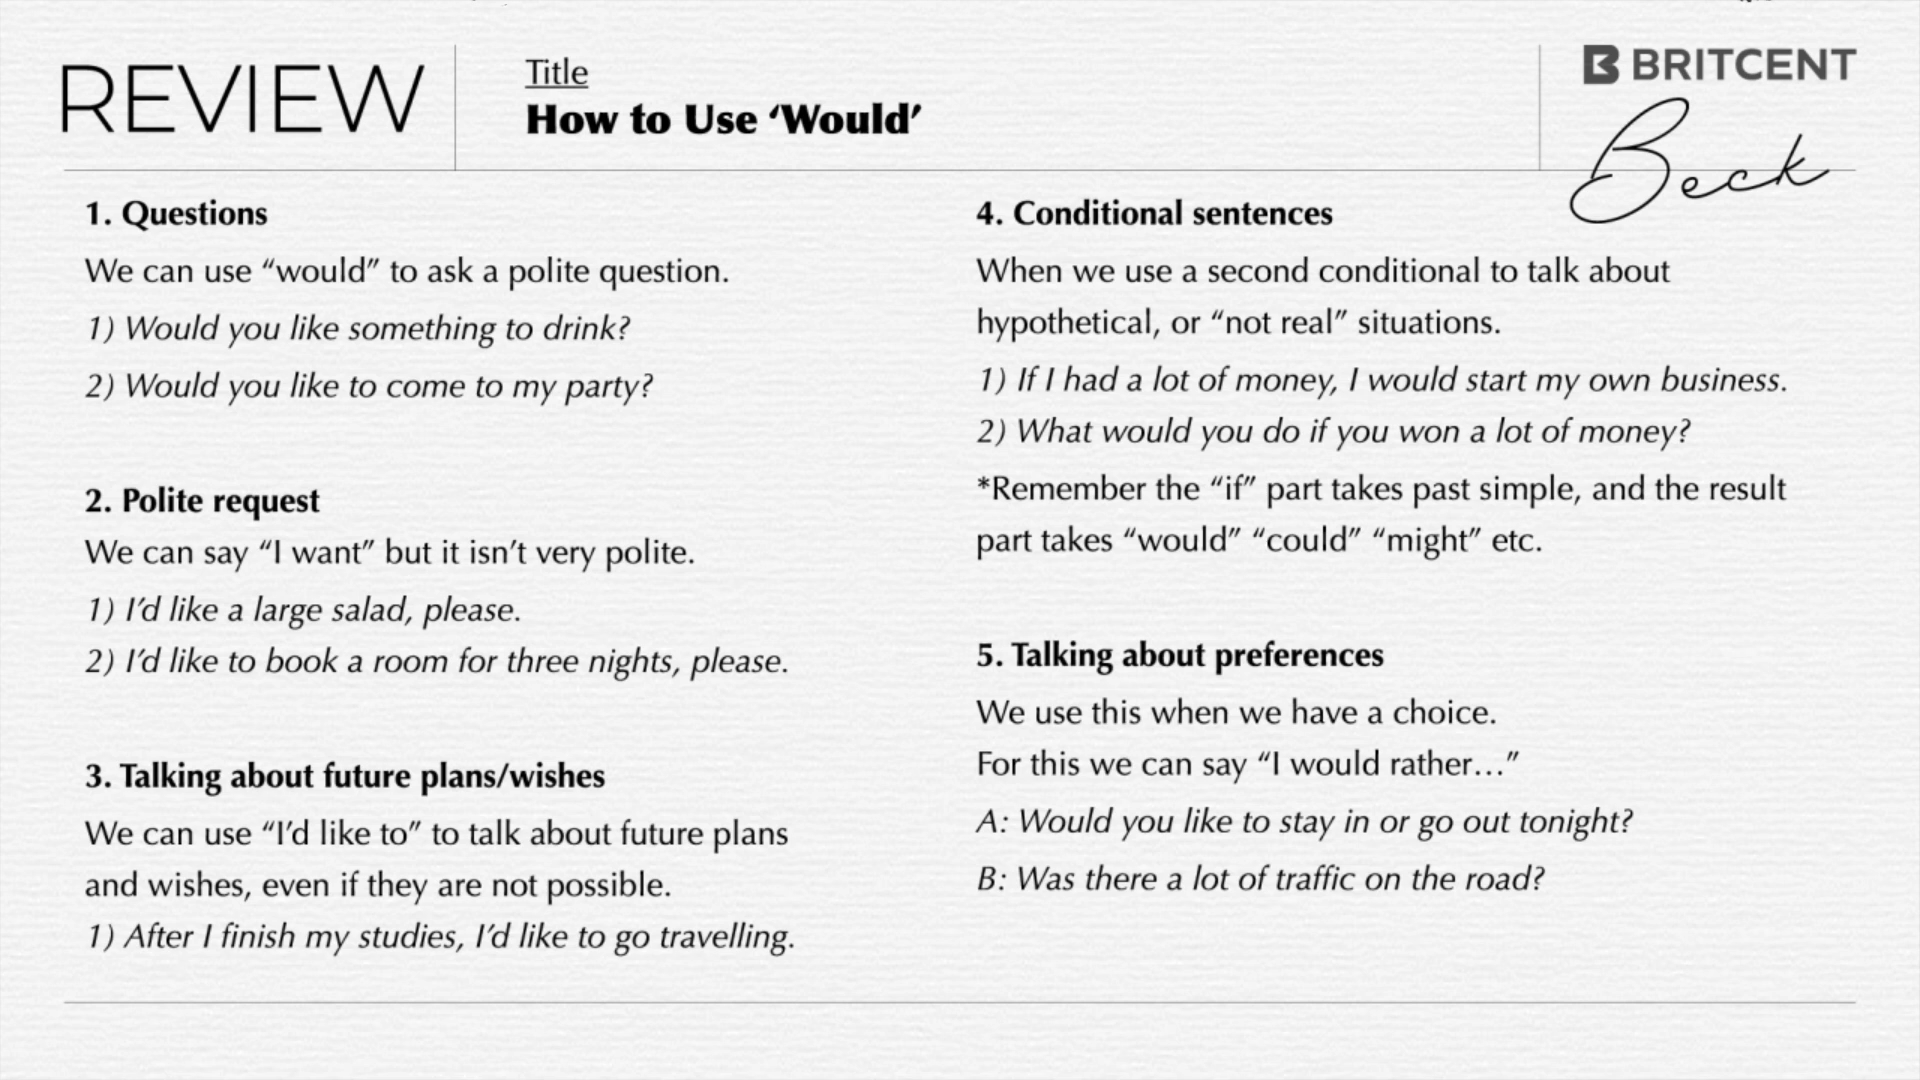 REVIEW
Title
How to Use ‘Would’
BRITCENT
Beck
1. Questions
We can use “would” to ask a polite question.
1) Would you like something to drink?
2) Would you like to come to my party?
2. Polite request
We can say “I want” but it isn’t very polite.
1) I’d like a large salad, please.
2) I’d like to book a room for three nights, please.
3. Talking about future plans/wishes
We can use “I’d like to” to talk about future plans
and wishes, even if they are not possible.
1) After I finish my studies, I’d like to go travelling.
4. Conditional sentences
When we use a second conditional to talk about
hypothetical, or “not real” situations.
1) If I had a lot of money, I would start my own business.
2) What would you do if you won a lot of money?
*Remember the “if” part takes past simple, and the result
part takes “would” “could” “might” etc.
5. Talking about preferences
We use this when we have a choice.
For this we can say “I would rather…”
A: Would you like to stay in or go out tonight?
B: Was there a lot of traffic on the road?